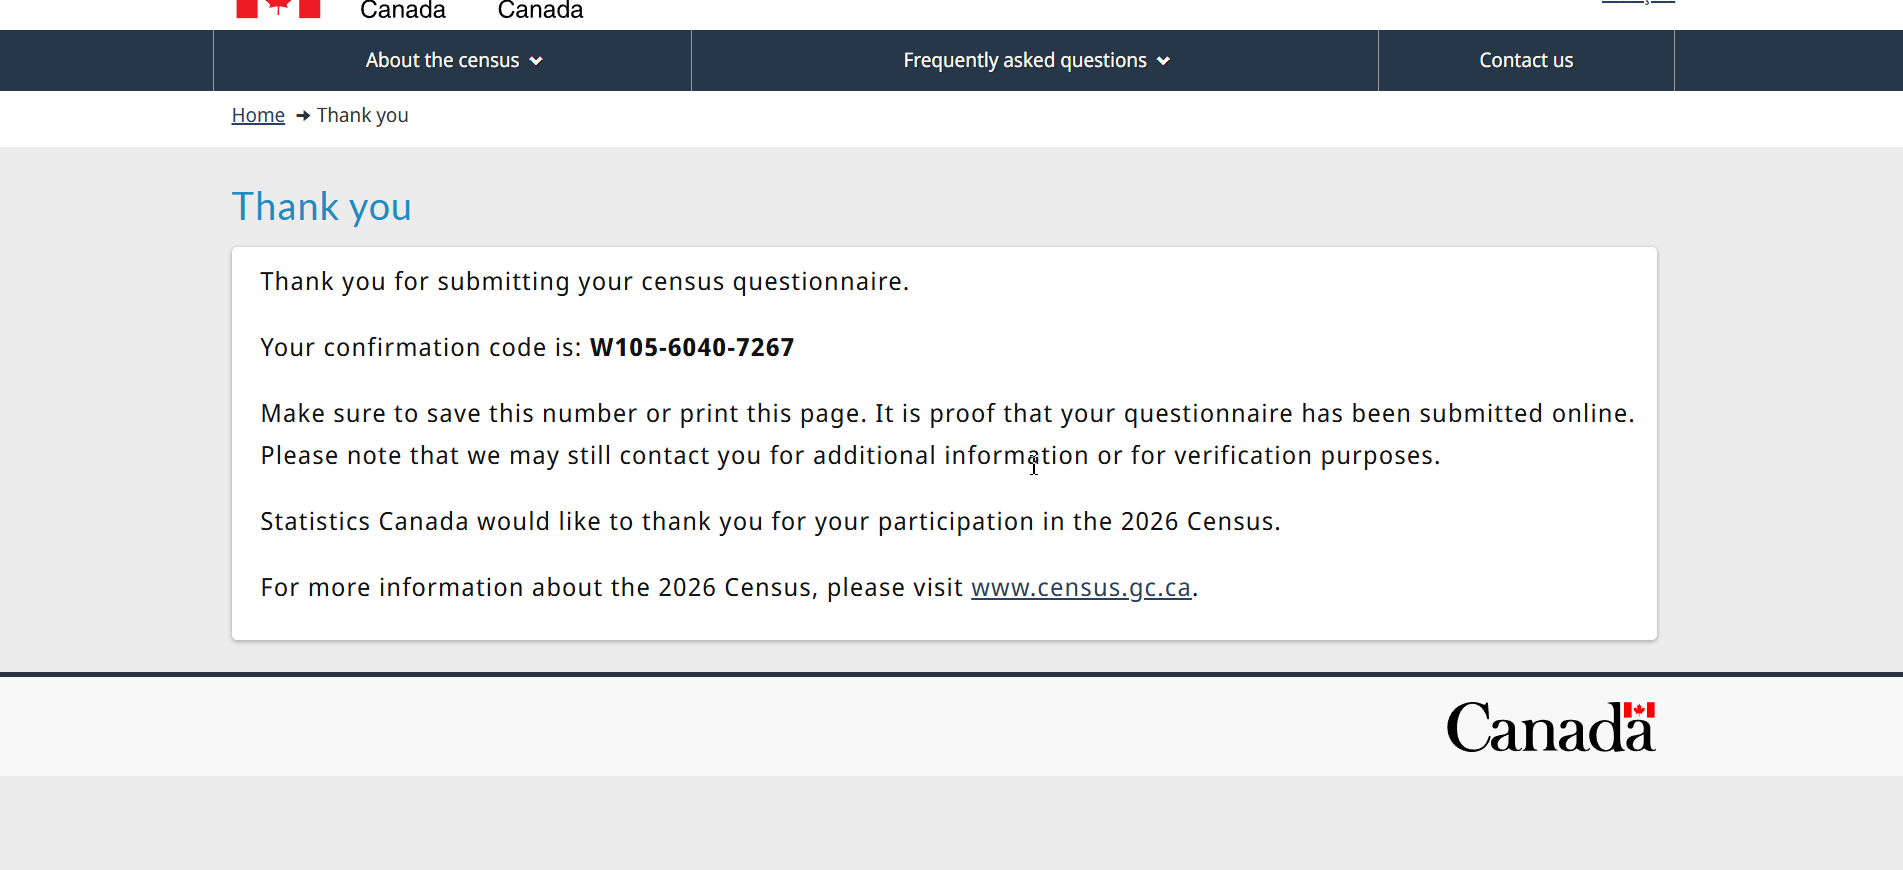 Canada Canada
About the census
Frequently asked questions
Contact us
Home ➔ Thank you
Thank you
Thank you for submitting your census questionnaire.
Your confirmation code is: W105-6040-7267
Make sure to save this number or print this page. It is proof that your questionnaire has been submitted online.
Please note that we may still contact you for additional information or for verification purposes.
Statistics Canada would like to thank you for your participation in the 2026 Census.
For more information about the 2026 Census, please visit www.census.gc.ca.
Canada